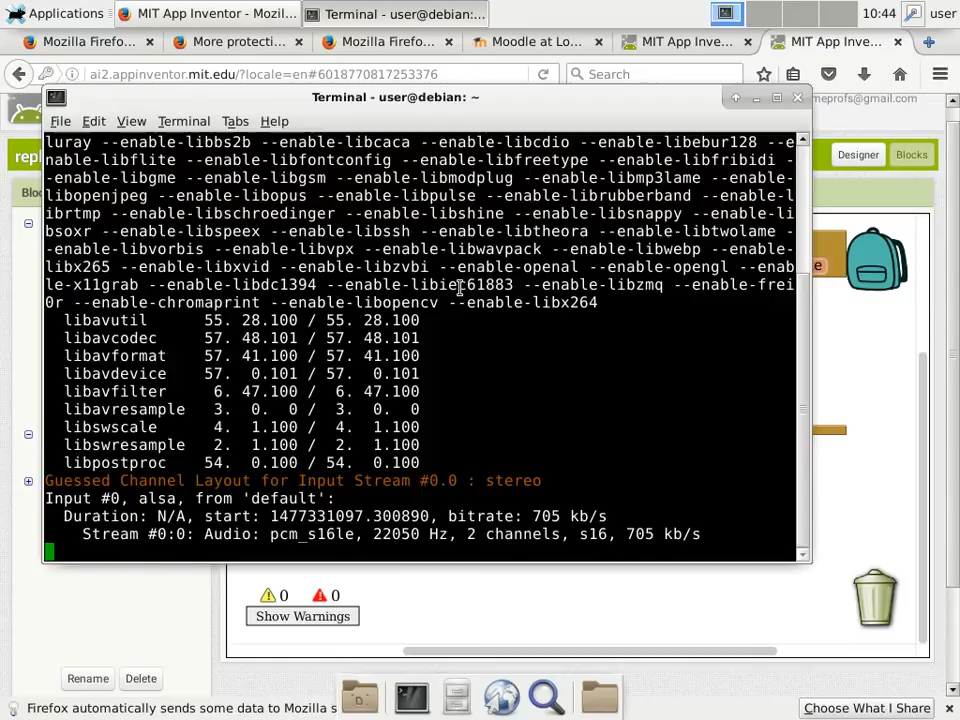 Applications
MIT App Inventor - Mozil...
Terminal - user@debian:...
10:44
user
Mozilla Firefo...
More protecti...
Mozilla Firefo...
Moodle at Lo...
MIT App Inve...
MIT App Inve...
ai2.appinventor.mit.edu/?locale=en#6018770817253376
Search
Terminal - user@debian: ~
meprofs@gmail.com
File Edit View Terminal Tabs Help
luray --enable-libbs2b --enable-libcaca --enable-libcdio --enable-libebur128 --e
nable-libflite --enable-libfontconfig --enable-libfreetype --enable-libfribidi -
-enable-libgme --enable-libgsm --enable-libmodplug --enable-libmp3lame --enable-
libopenjpeg --enable-libopus --enable-libpulse --enable-librubberband --enable-l
ibrtmp --enable-libschroedinger --enable-libshine --enable-libsnappy --enable-li
bsoxr --enable-libspeex --enable-libssh --enable-libtheora --enable-libtwolame -
-enable-libvorbis --enable-libvpx --enable-libwavpack --enable-libwebp --enable-
libx265 --enable-libxvid --enable-libzvbi --enable-openal --enable-opengl --enab
le-x11grab --enable-libdc1394 --enable-libiec61883 --enable-libzmq --enable-frei
0r --enable-chromaprint --enable-libopencv --enable-libx264
libavutil 55. 28.100 / 55. 28.100
libavcodec 57. 48.101 / 57. 48.101
libavformat 57. 41.100 / 57. 41.100
libavdevice 57. 0.101 / 57. 0.101
libavfilter 6. 47.100 / 6. 47.100
libavresample 3. 0. 0 / 3. 0. 0
libswscale 4. 1.100 / 4. 1.100
libswresample 2. 1.100 / 2. 1.100
libpostproc 54. 0.100 / 54. 0.100
Guessed Channel Layout for Input Stream #0.0 : stereo
Input #0, alsa, from 'default':
Duration: N/A, start: 1477331097.300890, bitrate: 705 kb/s
Stream #0:0: Audio: pcm_s16le, 22050 Hz, 2 channels, s16, 705 kb/s
repl
Designer
Blocks
Bloc
e
0
0
Show Warnings
Rename
Delete
Firefox automatically sends some data to Mozilla s
Choose What I Share